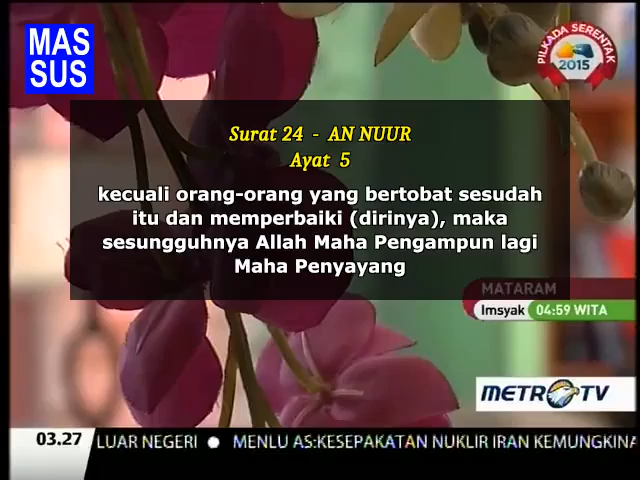 MAS
SUS
PILKADA SERENTAK
2015
Surat 24 - AN NUUR
Ayat 5
kecuali orang-orang yang bertobat sesudah
itu dan memperbaiki (dirinya), maka
sesungguhnya Allah Maha Pengampun lagi
Maha Penyayang
MATARAM
Imsyak 04:59 WITA
METRO TV
03.27 LUAR NEGERI ● MENLU AS:KESEPAKATAN NUKLIR IRAN KEMUNGKINA